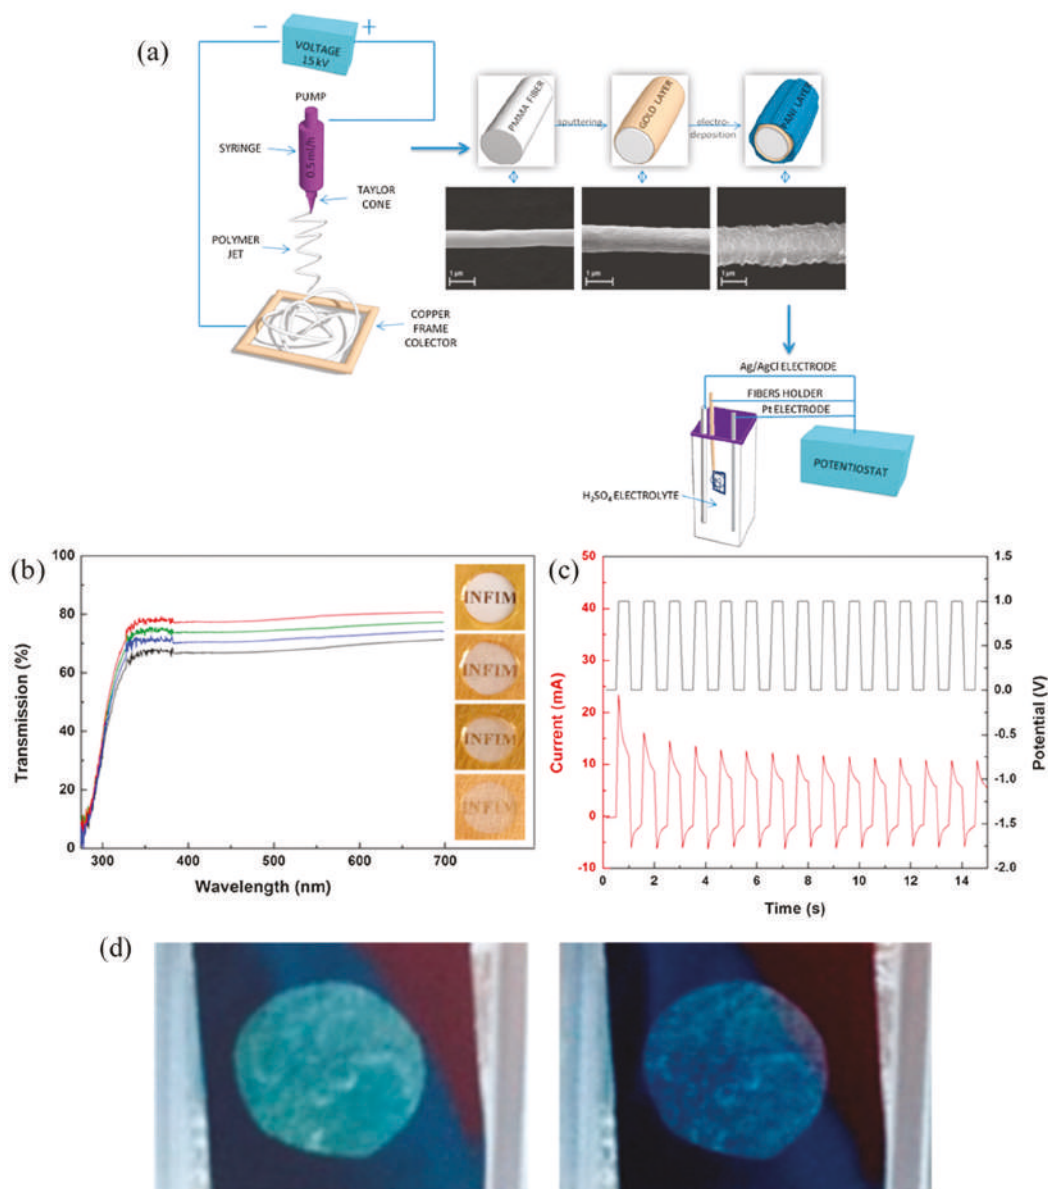 (a)
− +
VOLTAGE
15 kV
PUMP
SYRINGE
0.5 ml/h
TAYLOR
CONE
POLYMER
JET
COPPER
FRAME
COLECTOR
PMMA FIBER
sputtering
GOLD LAYER
electro-
deposition
PANI LAYER
1 µm
1 µm
1 µm
Ag/AgCl ELECTRODE
FIBERS HOLDER
Pt ELECTRODE
POTENTIOSTAT
H₂SO₄ ELECTROLYTE
(b)
Transmission (%)
100
80
60
40
20
0
300 400 500 600 700
Wavelength (nm)
INFIM
INFIM
INFIM
INFIM
(c)
Current (mA)
50
40
30
20
10
0
-10
0 2 4 6 8 10 12 14
Time (s)
1.5
1.0
0.5
0.0
-0.5
-1.0
-1.5
-2.0
Potential (V)
(d)